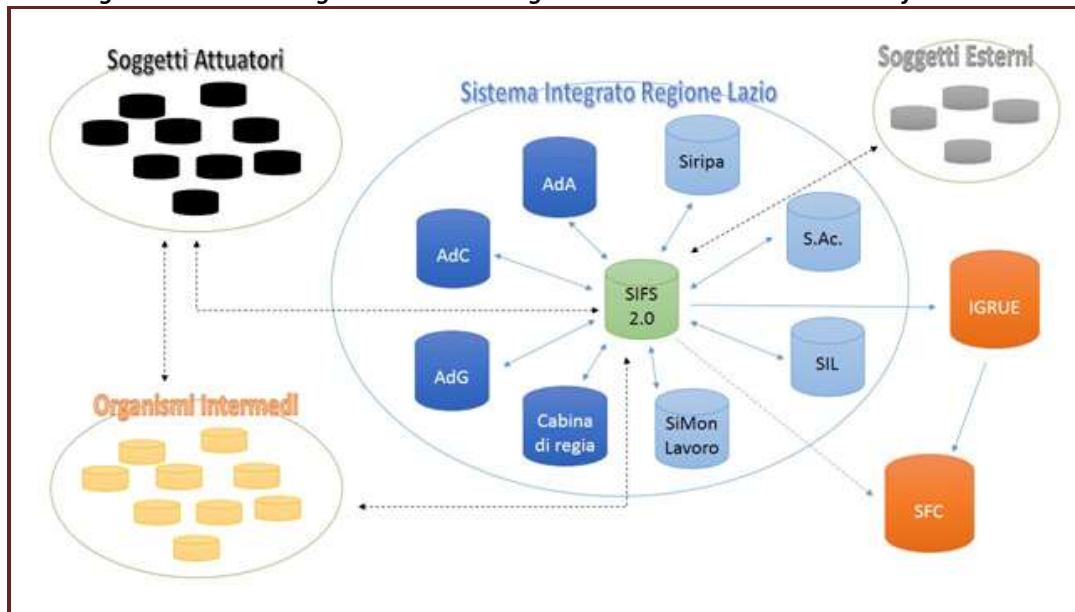 Soggetti Attuatori
Soggetti Esterni
Sistema Integrato Regione Lazio
Siripa
AdA
S.Ac.
AdC
SIFS
2.0
IGRUE
SIL
AdG
Organismi Intermedi
Cabina
di regia
SiMon
Lavoro
SFC